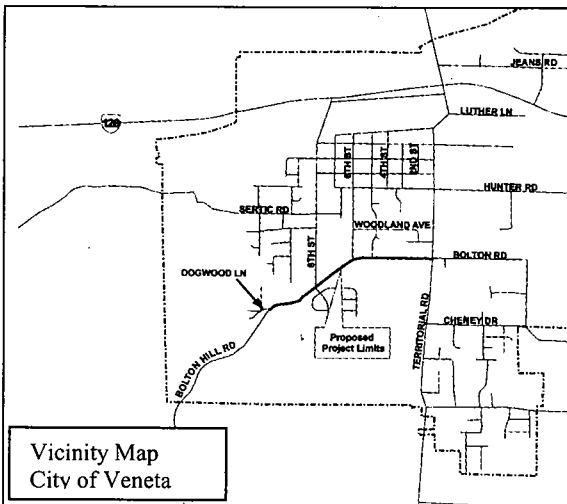 JEANS RD
126
LUTHER LN
6TH ST
4TH ST
2ND ST
HUNTER RD
SERTIC RD
WOODLAND AVE
8TH ST
BOLTON RD
DOGWOOD LN
CHENEY DR
TERRITORIAL RD
Proposed
Project Limits
BOLTON HILL RD
Vicinity Map
City of Veneta